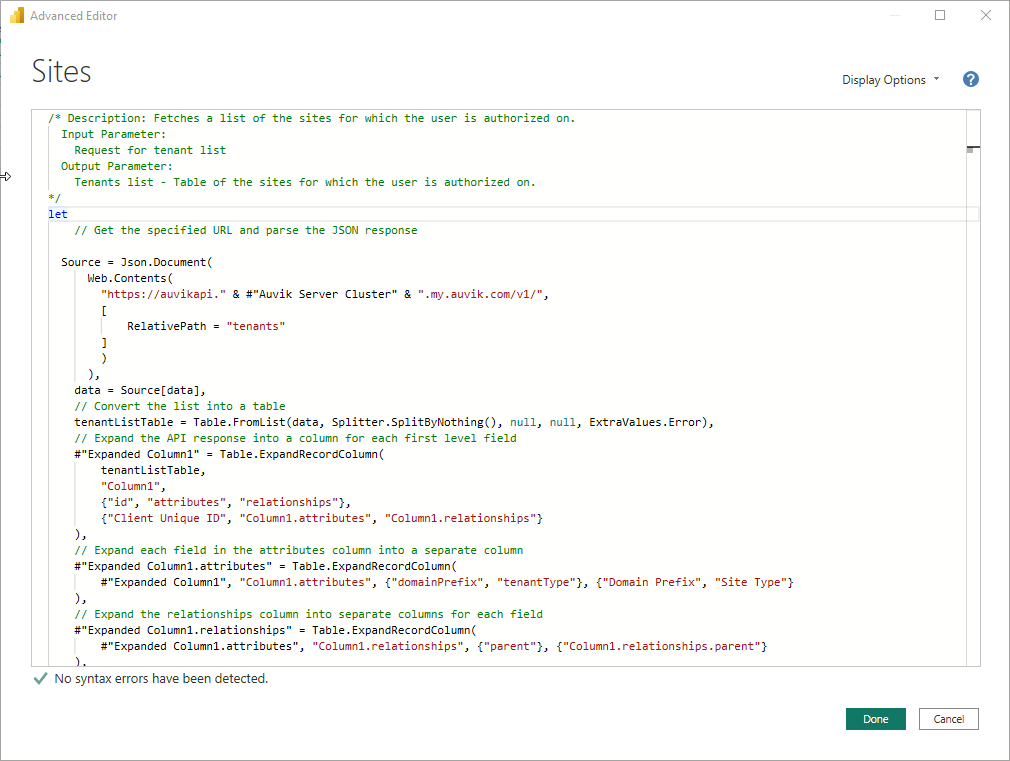 Advanced Editor
Sites
Display Options
/* Description: Fetches a list of the sites for which the user is authorized on.
Input Parameter:
Request for tenant list
Output Parameter:
Tenants list - Table of the sites for which the user is authorized on.
*/
let
// Get the specified URL and parse the JSON response
Source = Json.Document(
Web.Contents(
"https://auvikapi." & #"Auvik Server Cluster" & ".my.auvik.com/v1/",
[
RelativePath = "tenants"
]
)
),
data = Source[data],
// Convert the list into a table
tenantListTable = Table.FromList(data, Splitter.SplitByNothing(), null, null, ExtraValues.Error),
// Expand the API response into a column for each first level field
#"Expanded Column1" = Table.ExpandRecordColumn(
tenantListTable,
"Column1",
{"id", "attributes", "relationships"},
{"Client Unique ID", "Column1.attributes", "Column1.relationships"}
),
// Expand each field in the attributes column into a separate column
#"Expanded Column1.attributes" = Table.ExpandRecordColumn(
#"Expanded Column1", "Column1.attributes", {"domainPrefix", "tenantType"}, {"Domain Prefix", "Site Type"}
),
// Expand the relationships column into separate columns for each field
#"Expanded Column1.relationships" = Table.ExpandRecordColumn(
#"Expanded Column1.attributes", "Column1.relationships", {"parent"}, {"Column1.relationships.parent"}
),
No syntax errors have been detected.
Done
Cancel